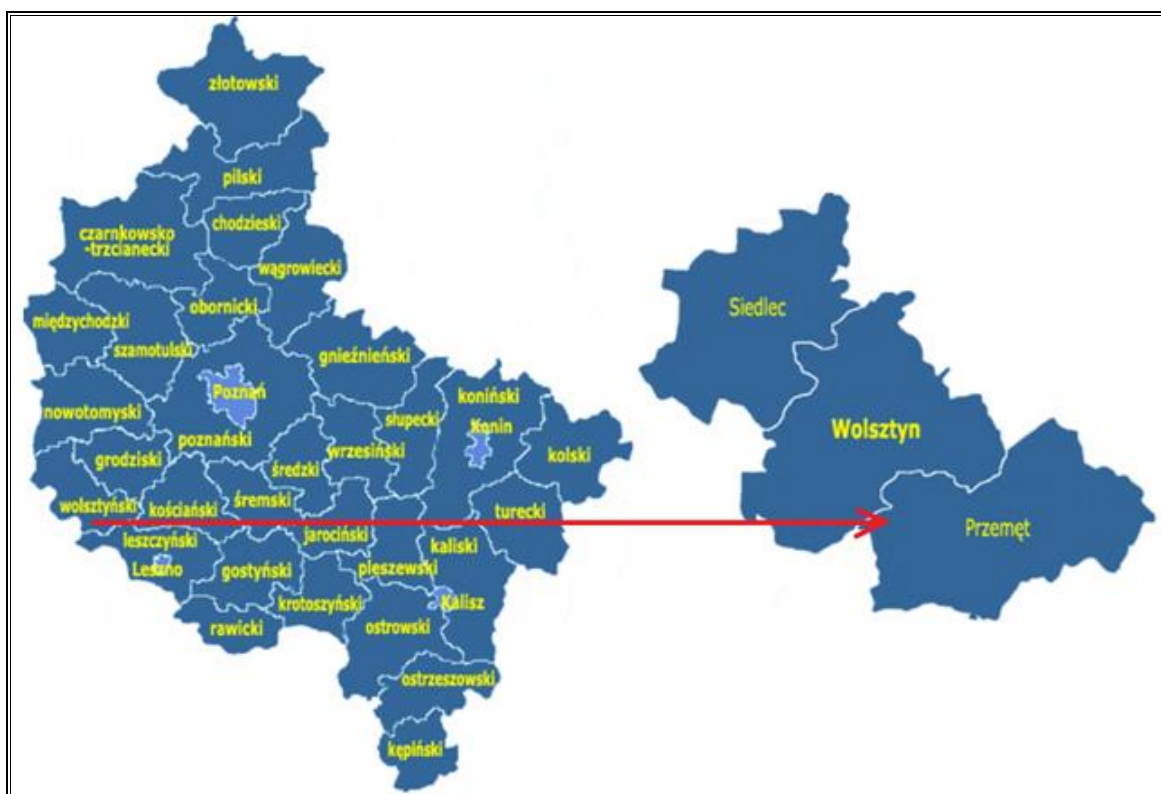 złotowski
pilski
chodzieski
czarnkowsko
-trzcianecki
wągrowiecki
obornicki
międzychodzki
szamotulski
gnieźnieński
Poznań
koniński
nowotomyski
słupecki
Konin
poznański
wrzesiński
grodziski
średzki
kolski
wolsztyński
kościański
śremski
turecki
leszczyński
jarociński
kaliski
Leszno
gostyński
pleszewski
krotoszyński
Kalisz
rawicki
ostrowski
ostrzeszowski
kępiński
Siedlec
Wolsztyn
Przemęt